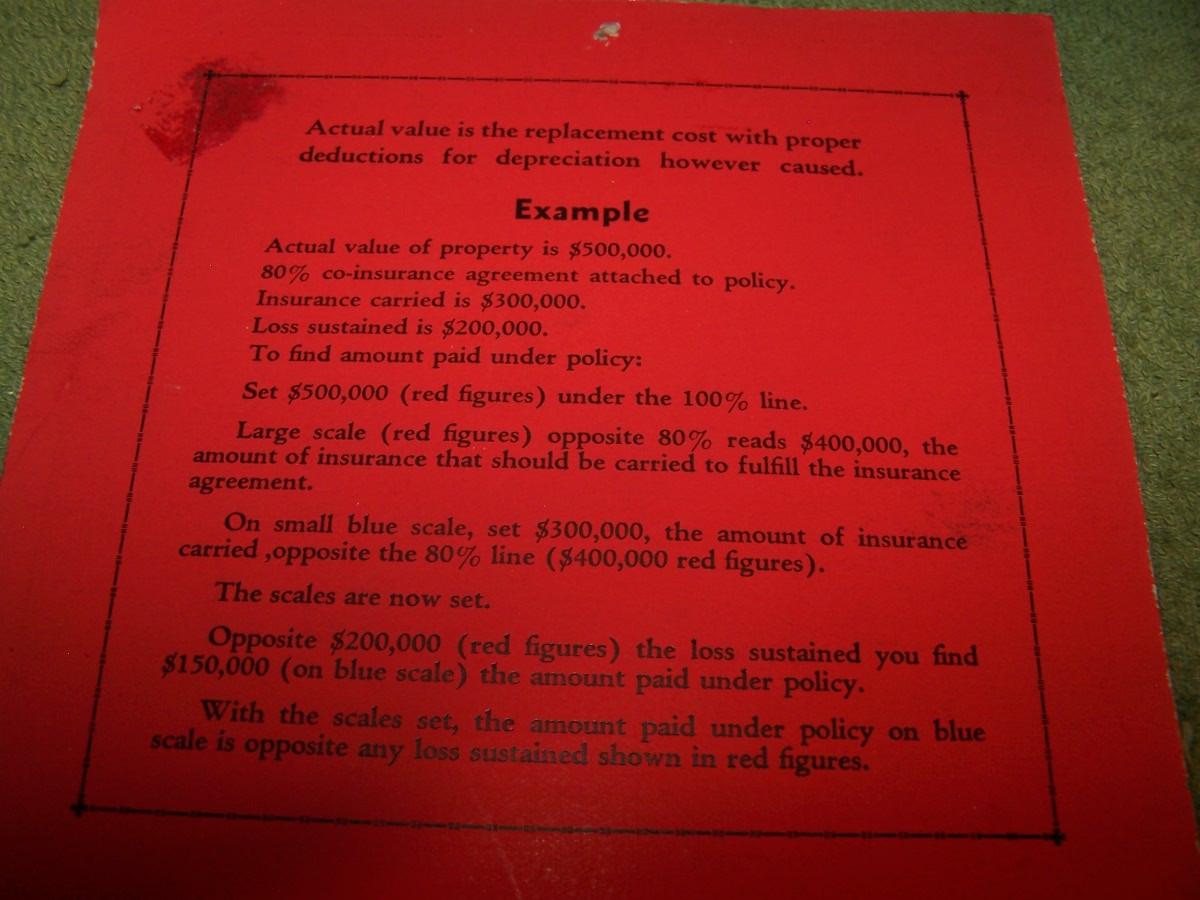 Actual value is the replacement cost with proper
deductions for depreciation however caused.
Example
Actual value of property is $500,000.
80% co-insurance agreement attached to policy.
Insurance carried is $300,000.
Loss sustained is $200,000.
To find amount paid under policy:
Set $500,000 (red figures) under the 100% line.
Large scale (red figures) opposite 80% reads $400,000, the
amount of insurance that should be carried to fulfill the insurance
agreement.
On small blue scale, set $300,000, the amount of insurance
carried ,opposite the 80% line ($400,000 red figures).
The scales are now set.
Opposite $200,000 (red figures) the loss sustained you find
$150,000 (on blue scale) the amount paid under policy.
With the scales set, the amount paid under policy on blue
scale is opposite any loss sustained shown in red figures.